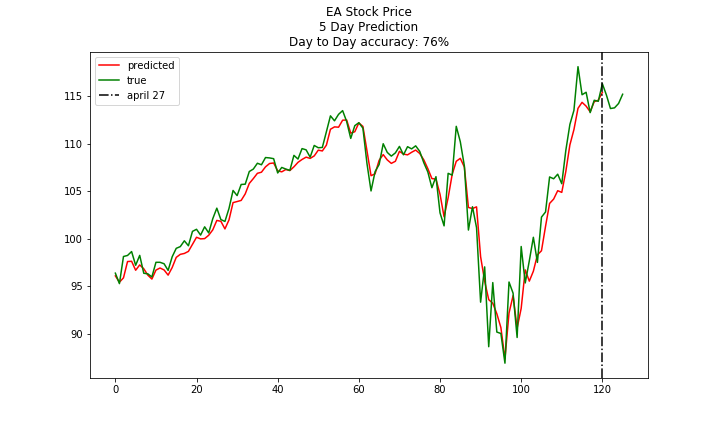 EA Stock Price
5 Day Prediction
Day to Day accuracy: 76%
predicted
true
april 27
115
110
105
100
95
90
0
20
40
60
80
100
120